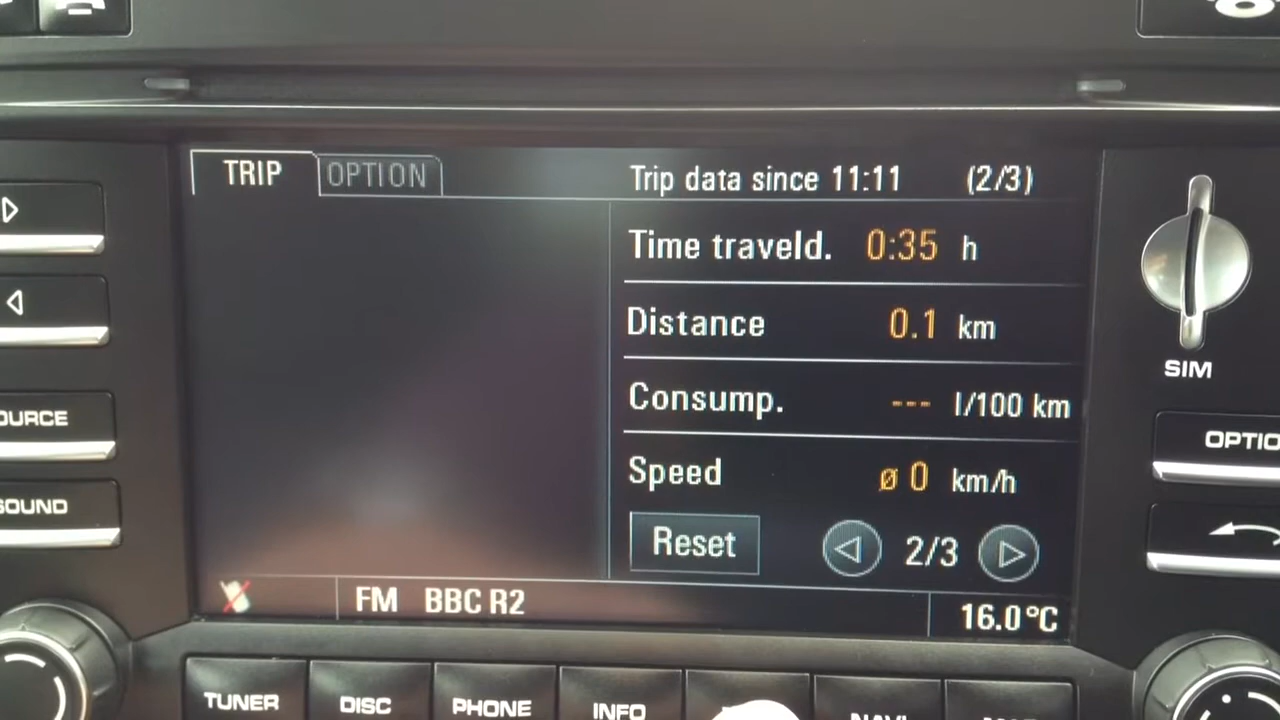 TRIP OPTION Trip data since 11:11 (2/3)
Time traveld. 0:35 h
Distance 0.1 km
SIM
Consump. --- l/100 km
OURCE
OPTIO
Speed ø 0 km/h
SOUND
Reset 2/3
FM BBC R2 16.0°C
TUNER DISC PHONE INFO